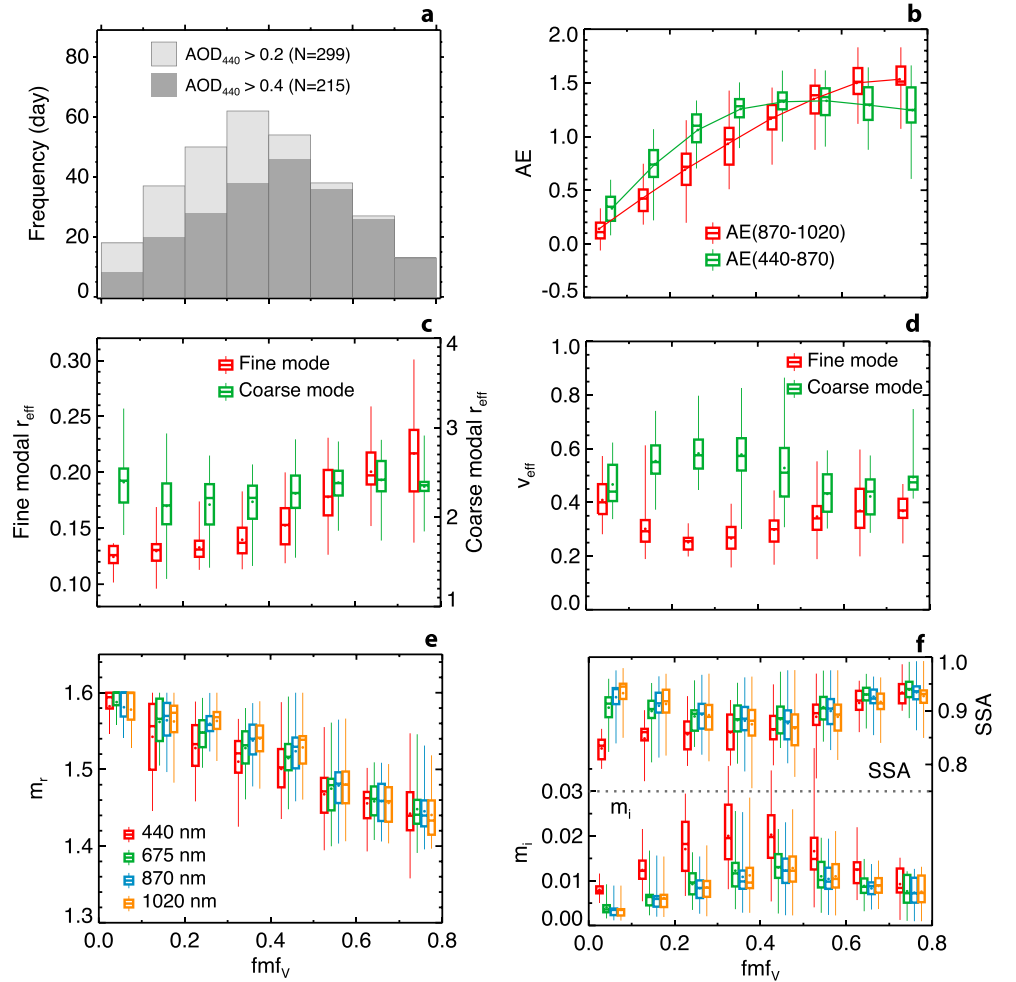 a
AOD440 > 0.2 (N=299)
AOD440 > 0.4 (N=215)
80
60
40
20
0
Frequency (day)
b
2.0
1.5
1.0
0.5
0.0
-0.5
AE
AE(870-1020)
AE(440-870)
c
0.30
0.25
0.20
0.15
0.10
Fine modal reff
Fine mode
Coarse mode
4
3
2
1
Coarse modal reff
d
1.0
0.8
0.6
0.4
0.2
0.0
veff
Fine mode
Coarse mode
e
1.6
1.5
1.4
1.3
mr
440 nm
675 nm
870 nm
1020 nm
0.0 0.2 0.4 0.6 0.8
fmfV
f
1.0
0.9
0.8
SSA
SSA
mi
0.03
0.02
0.01
0.00
mi
0.0 0.2 0.4 0.6 0.8
fmfV